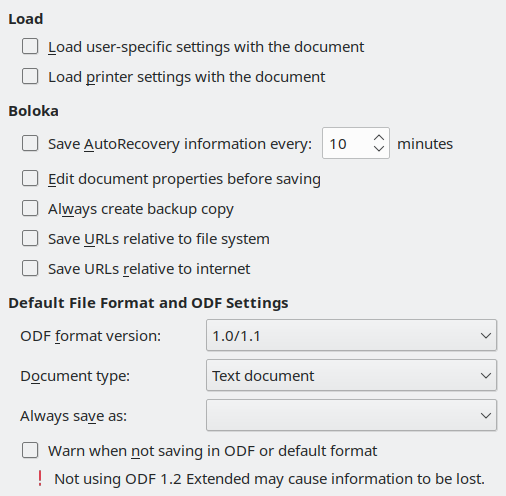 Load
Load user-specific settings with the document
Load printer settings with the document
Boloka
Save AutoRecovery information every: 10 minutes
Edit document properties before saving
Always create backup copy
Save URLs relative to file system
Save URLs relative to internet
Default File Format and ODF Settings
ODF format version: 1.0/1.1
Document type: Text document
Always save as:
Warn when not saving in ODF or default format
! Not using ODF 1.2 Extended may cause information to be lost.